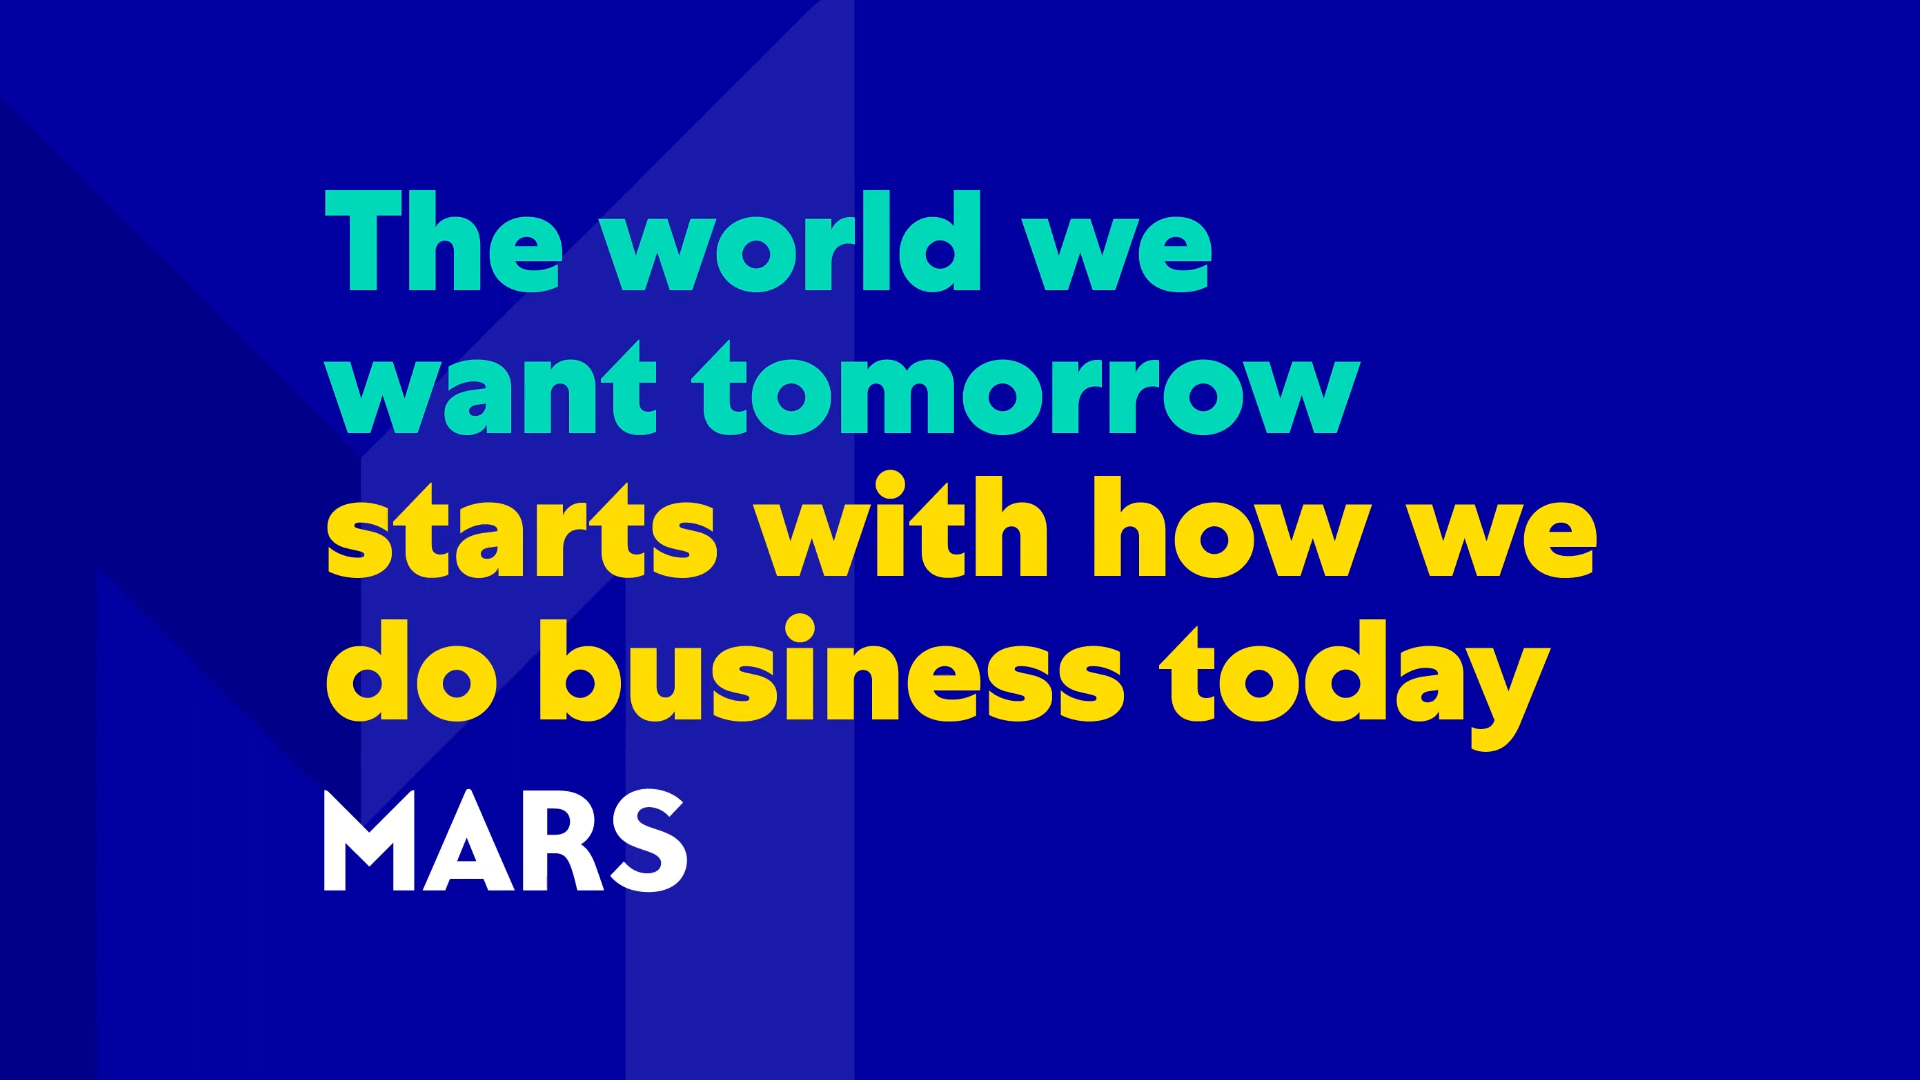 The world we
want tomorrow
starts with how we
do business today
MARS